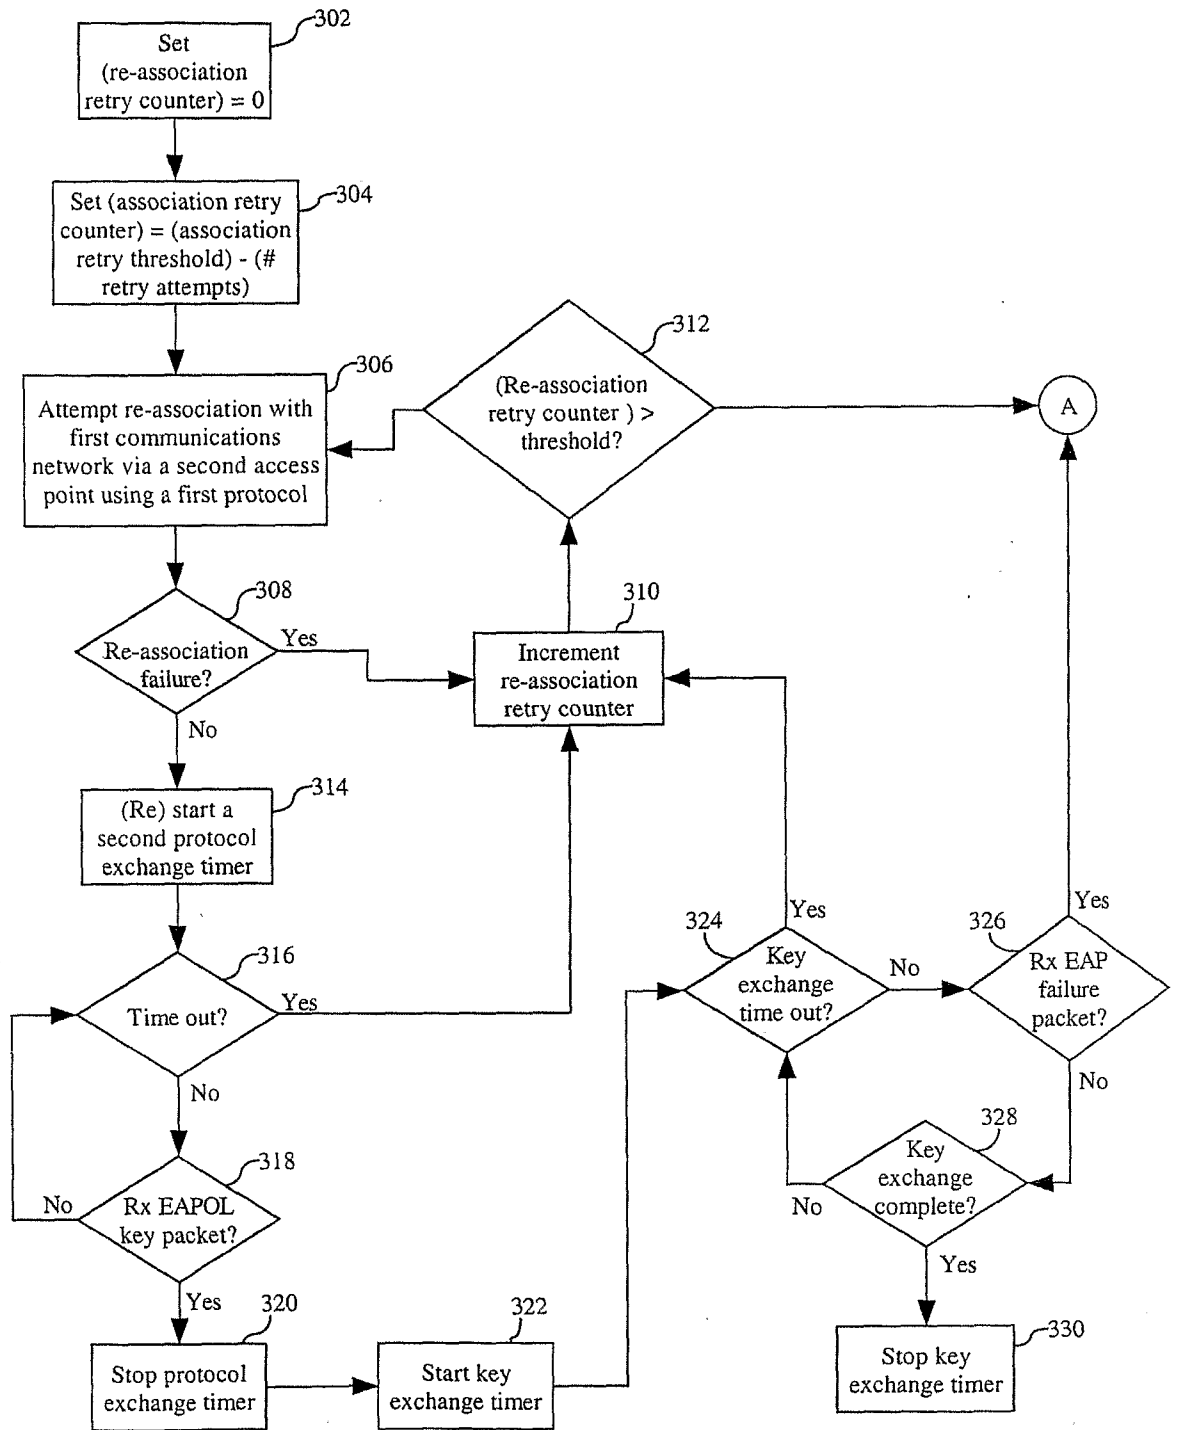 302
Set
(re-association
retry counter) = 0
304
Set (association retry
counter) = (association
retry threshold) - (#
retry attempts)
306
Attempt re-association with
first communications
network via a second access
point using a first protocol
312
(Re-association
retry counter ) >
threshold?
A
308
Re-association
failure?
Yes
No
310
Increment
re-association
retry counter
314
(Re) start a
second protocol
exchange timer
316
Time out?
Yes
No
318
Rx EAPOL
key packet?
No
Yes
320
Stop protocol
exchange timer
322
Start key
exchange timer
324
Key
exchange
time out?
Yes
No
326
Rx EAP
failure
packet?
Yes
No
328
Key
exchange
complete?
No
Yes
330
Stop key
exchange timer